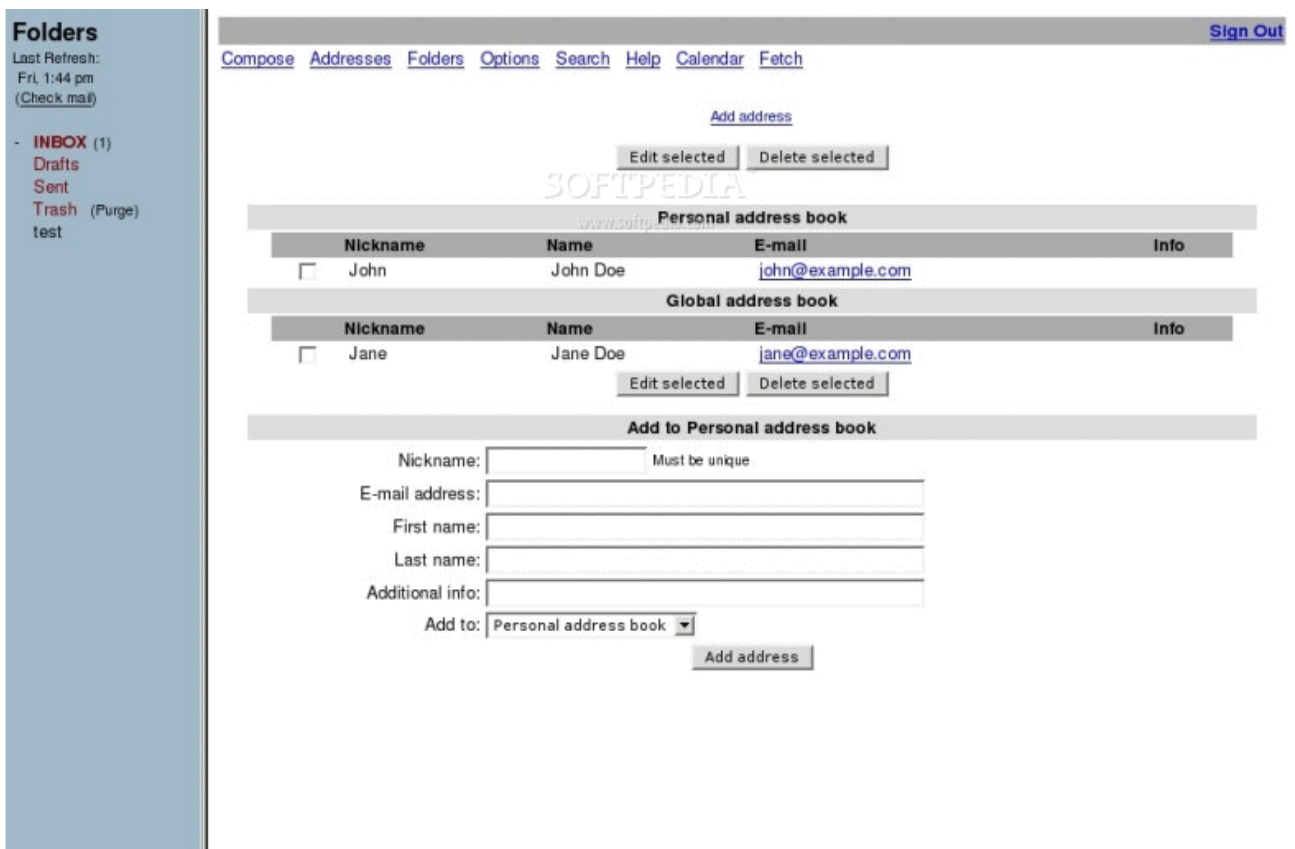 Folders
Last Refresh:
Fri, 1:44 pm
(Check mail)
- INBOX (1)
Drafts
Sent
Trash (Purge)
test
Sign Out
Compose Addresses Folders Options Search Help Calendar Fetch
Add address
Edit selected Delete selected
SOFTPEDIA
www.softpedia.com
Personal address book
Nickname Name E-mail Info
John John Doe john@example.com
Global address book
Nickname Name E-mail Info
Jane Jane Doe jane@example.com
Edit selected Delete selected
Add to Personal address book
Nickname: Must be unique
E-mail address:
First name:
Last name:
Additional info:
Add to: Personal address book
Add address